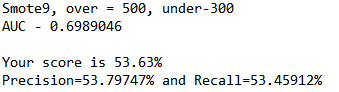 Smote9, over = 500, under-300
AUC - 0.6989046
Your score is 53.63%
Precision=53.79747% and Recall=53.45912%